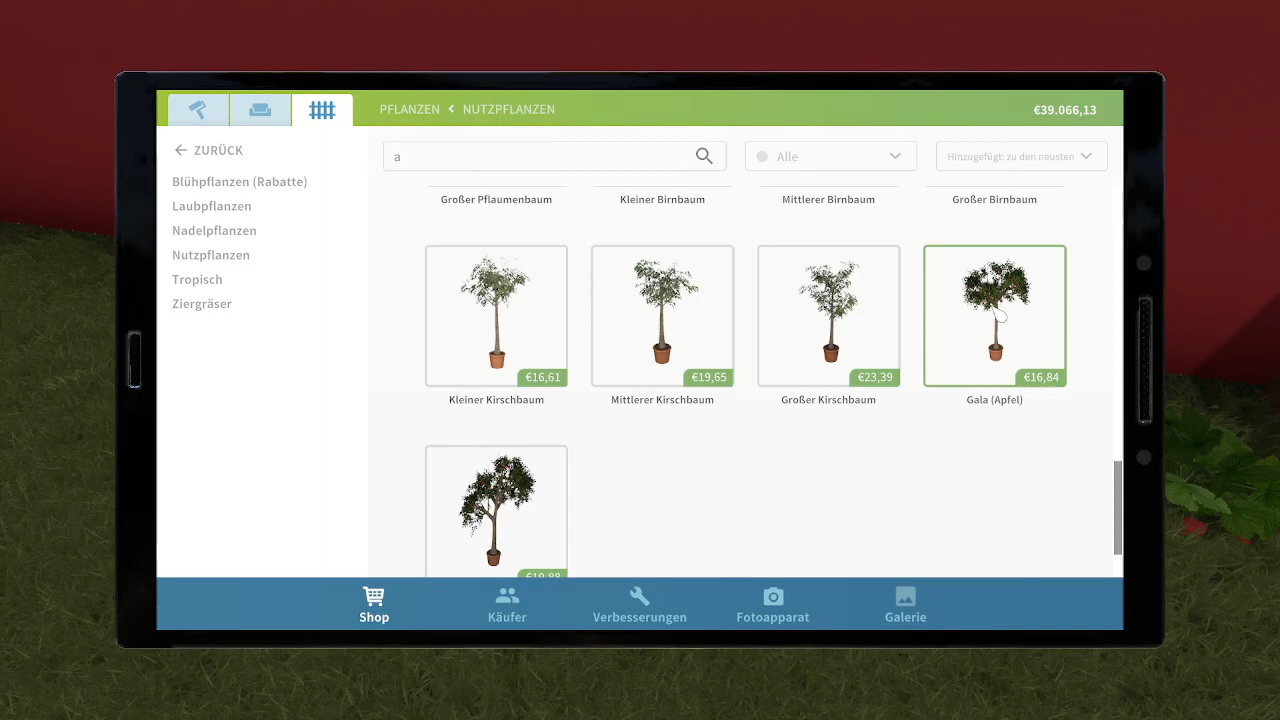 PFLANZEN < NUTZPFLANZEN
€39.066,13
ZURÜCK
Blühpflanzen (Rabatte)
Laubpflanzen
Nadelpflanzen
Nutzpflanzen
Tropisch
Ziergräser
a
Alle
Hinzugefügt: zu den neusten
Großer Pflaumenbaum
Kleiner Birnbaum
Mittlerer Birnbaum
Großer Birnbaum
€16,61
€19,65
€23,39
€16,84
Kleiner Kirschbaum
Mittlerer Kirschbaum
Großer Kirschbaum
Gala (Apfel)
€19,88
Shop
Käufer
Verbesserungen
Fotoapparat
Galerie